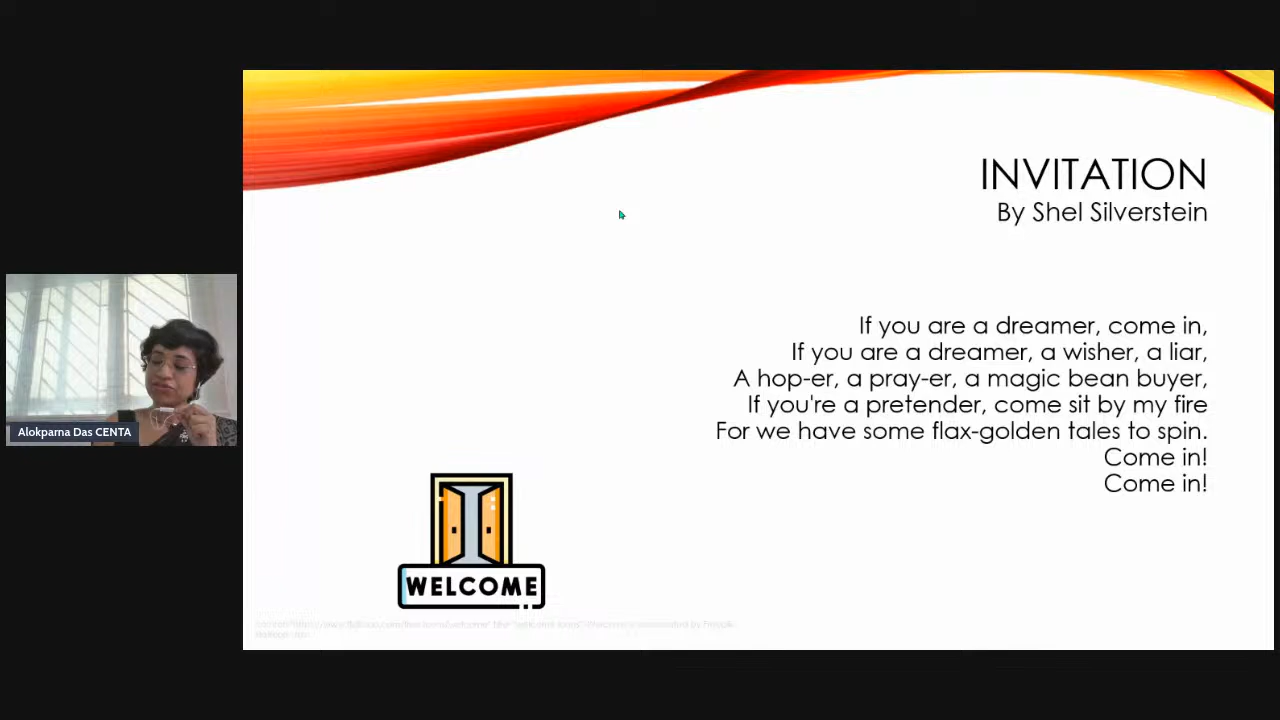 INVITATION
By Shel Silverstein
If you are a dreamer, come in,
If you are a dreamer, a wisher, a liar,
A hop-er, a pray-er, a magic bean buyer,
If you're a pretender, come sit by my fire
For we have some flax-golden tales to spin.
Come in!
Come in!
WELCOME
Alokparna Das CENTA